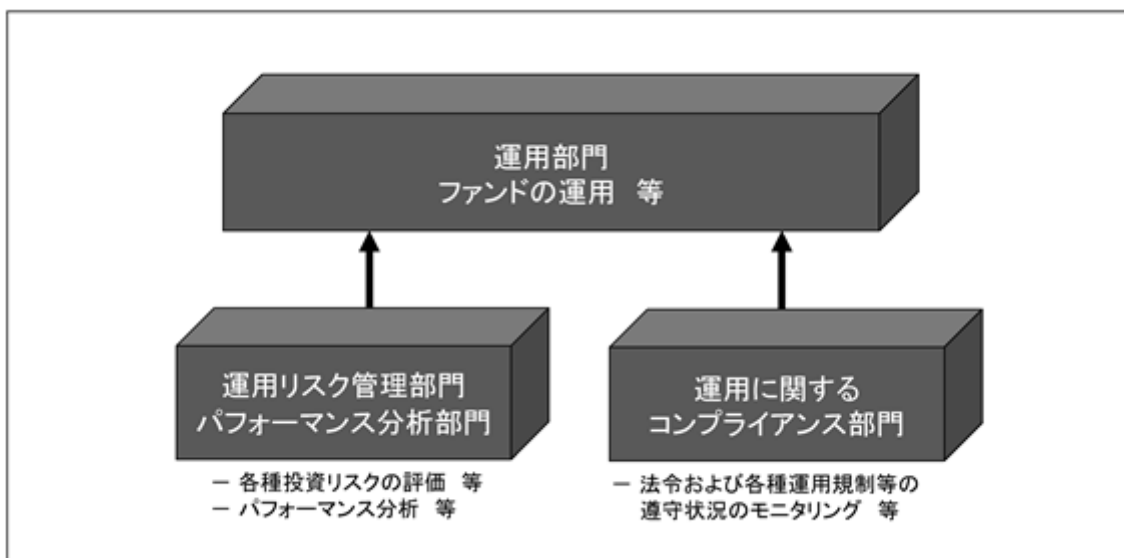 運用部門
ファンドの運用 等
運用リスク管理部門
パフォーマンス分析部門
－ 各種投資リスクの評価 等
－ パフォーマンス分析 等
運用に関する
コンプライアンス部門
－ 法令および各種運用規制等の
遵守状況のモニタリング 等